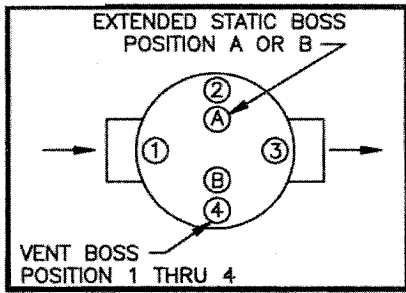 EXTENDED STATIC BOSS
POSITION A OR B
2
A
1
3
B
4
VENT BOSS
POSITION 1 THRU 4